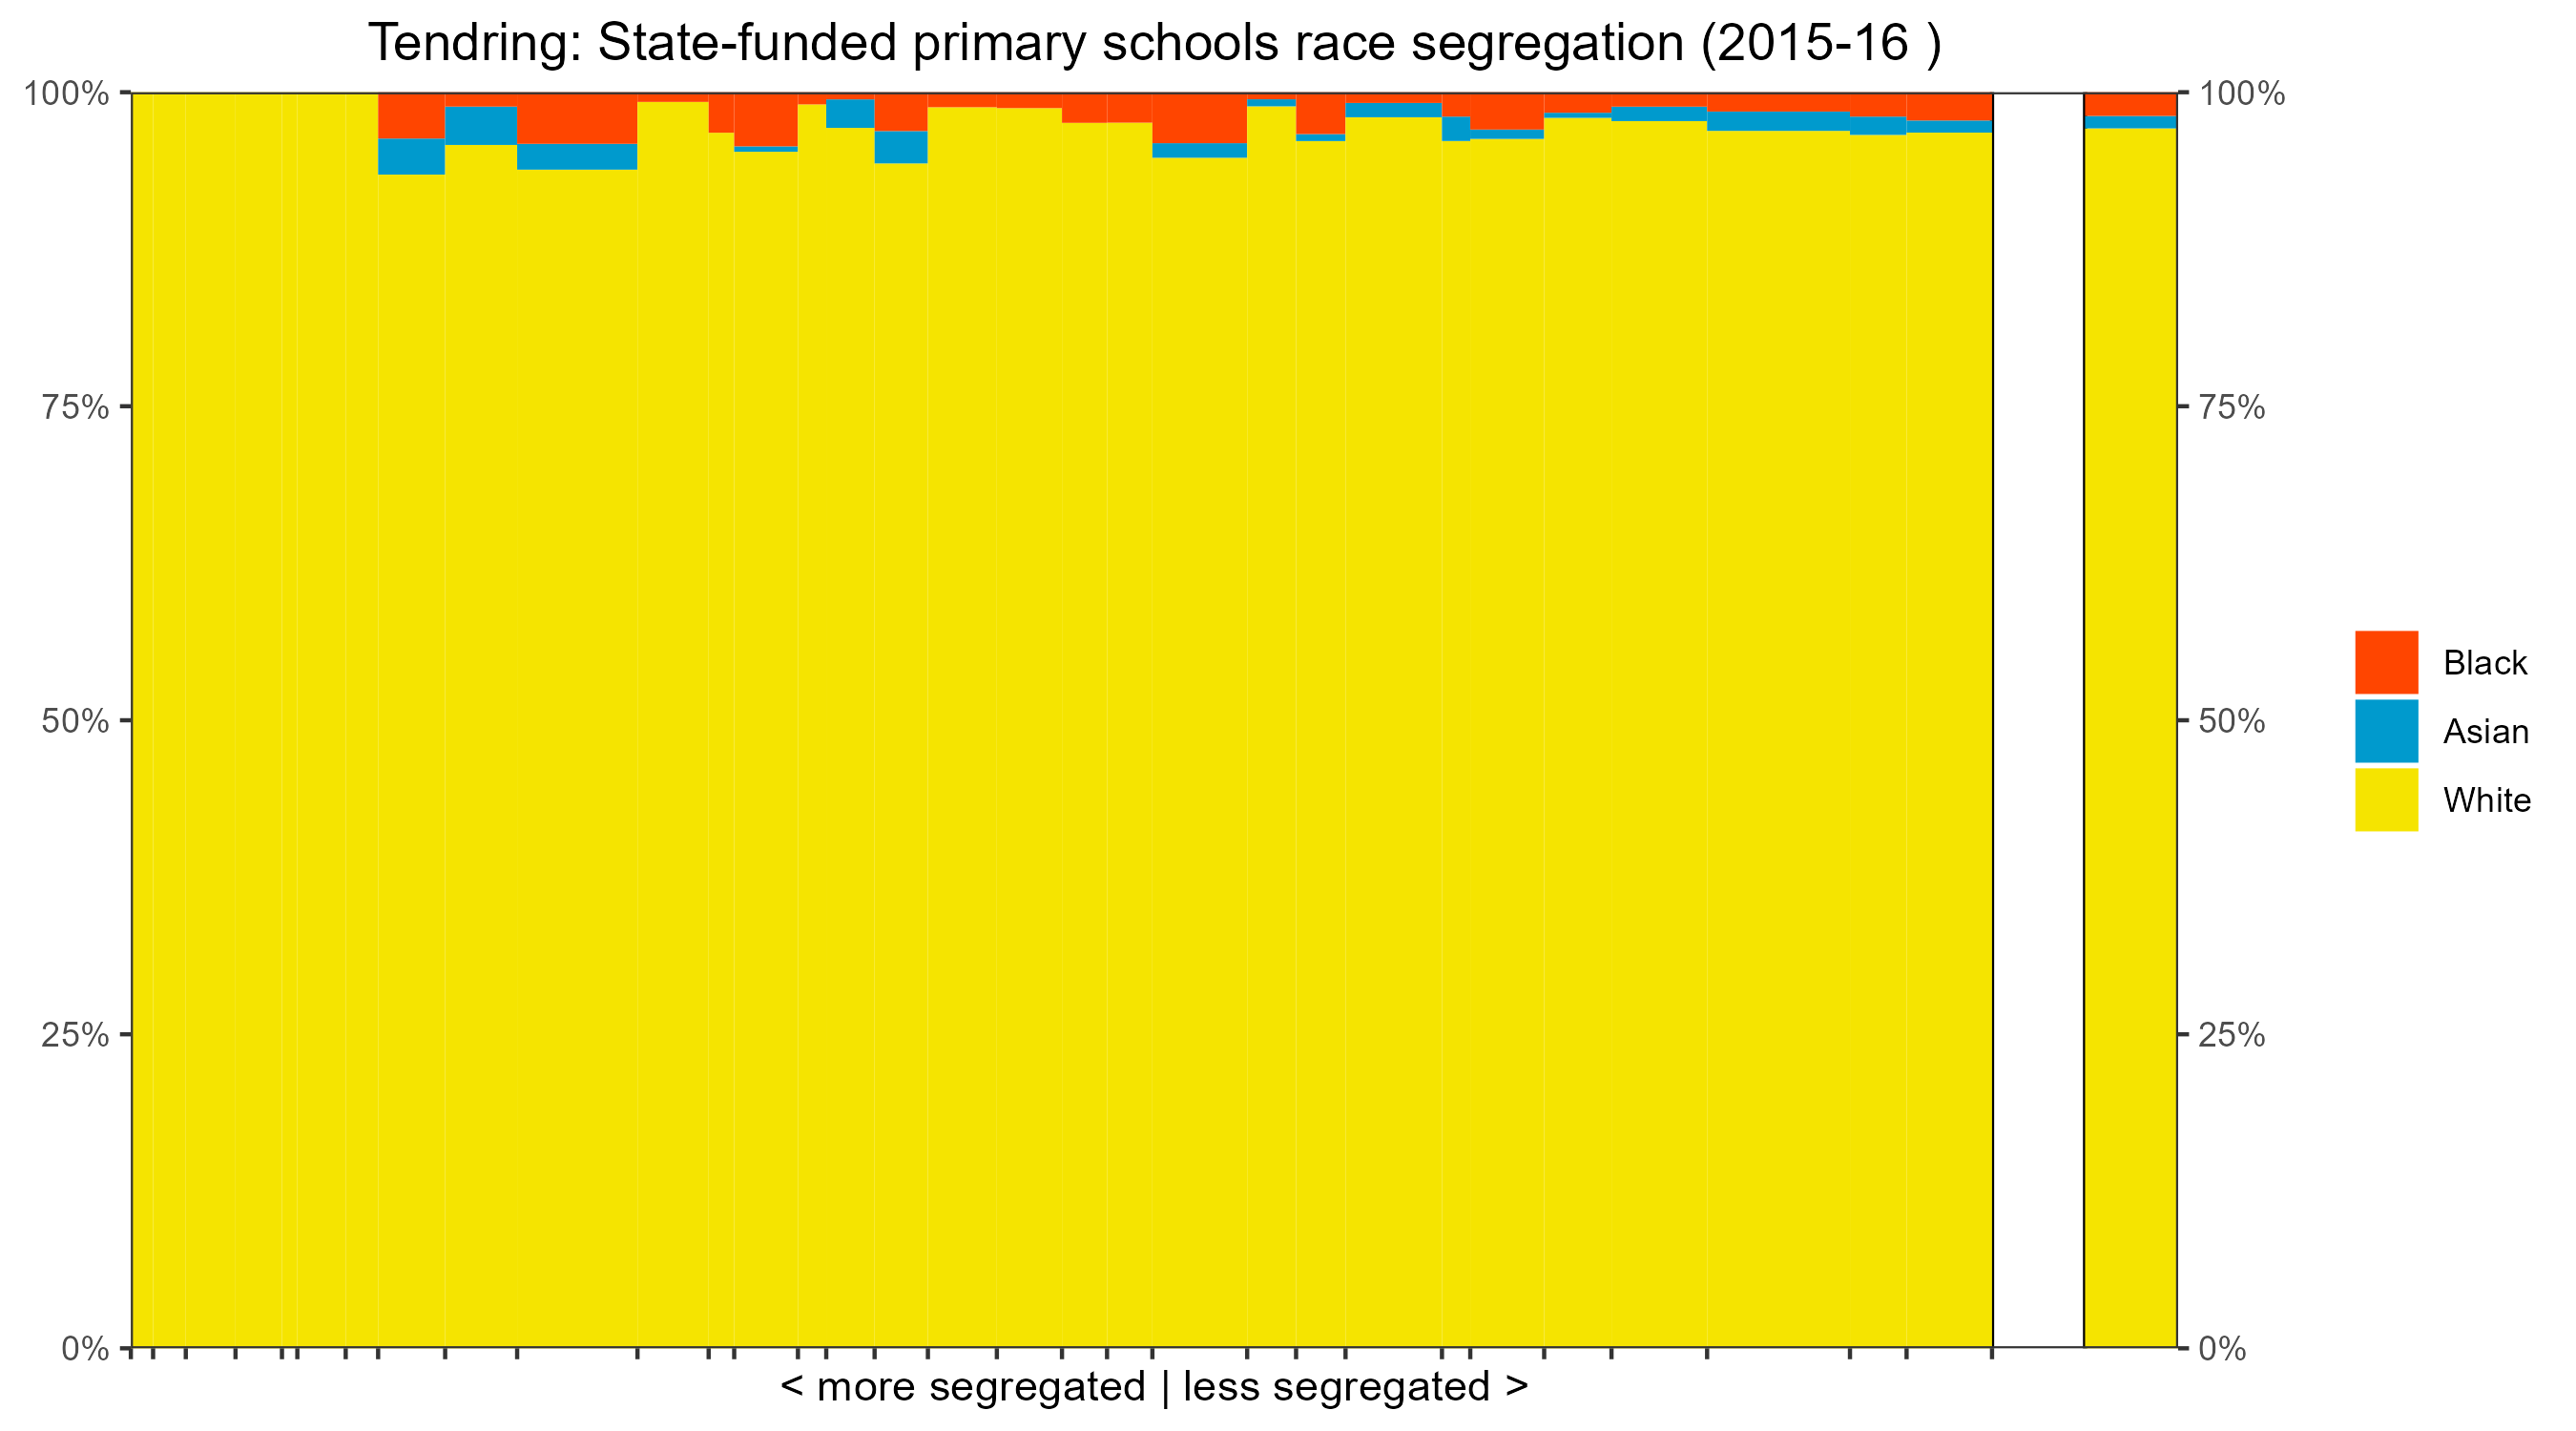 Tendring: State-funded primary schools race segregation (2015-16 )
100%
75%
50%
25%
0%
100%
75%
50%
25%
0%
Black
Asian
White
< more segregated | less segregated >